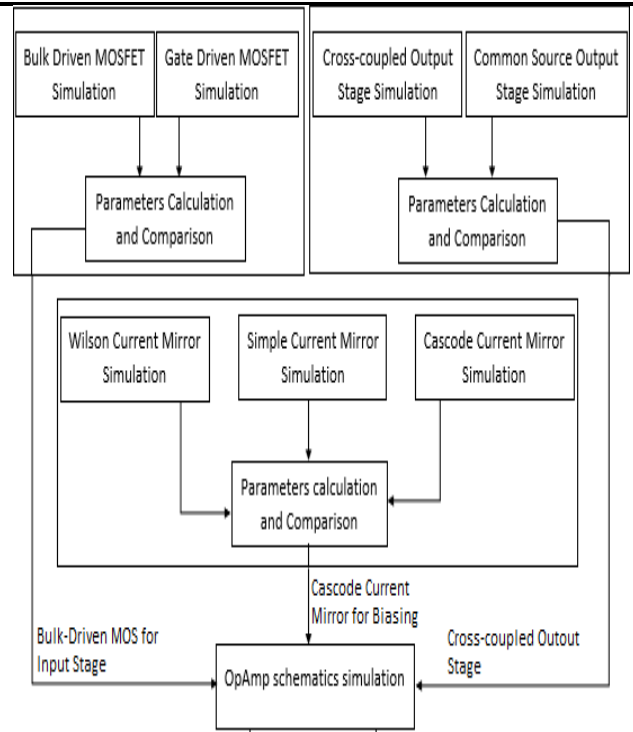 Bulk Driven MOSFET
Simulation
Gate Driven MOSFET
Simulation
Cross-coupled Output
Stage Simulation
Common Source Output
Stage Simulation
Parameters Calculation
and Comparison
Parameters Calculation
and Comparison
Wilson Current Mirror
Simulation
Simple Current Mirror
Simulation
Cascode Current Mirror
Simulation
Parameters calculation
and Comparison
Cascode Current
Mirror for Biasing
Bulk-Driven MOS for
Input Stage
Cross-coupled Outout
Stage
OpAmp schematics simulation